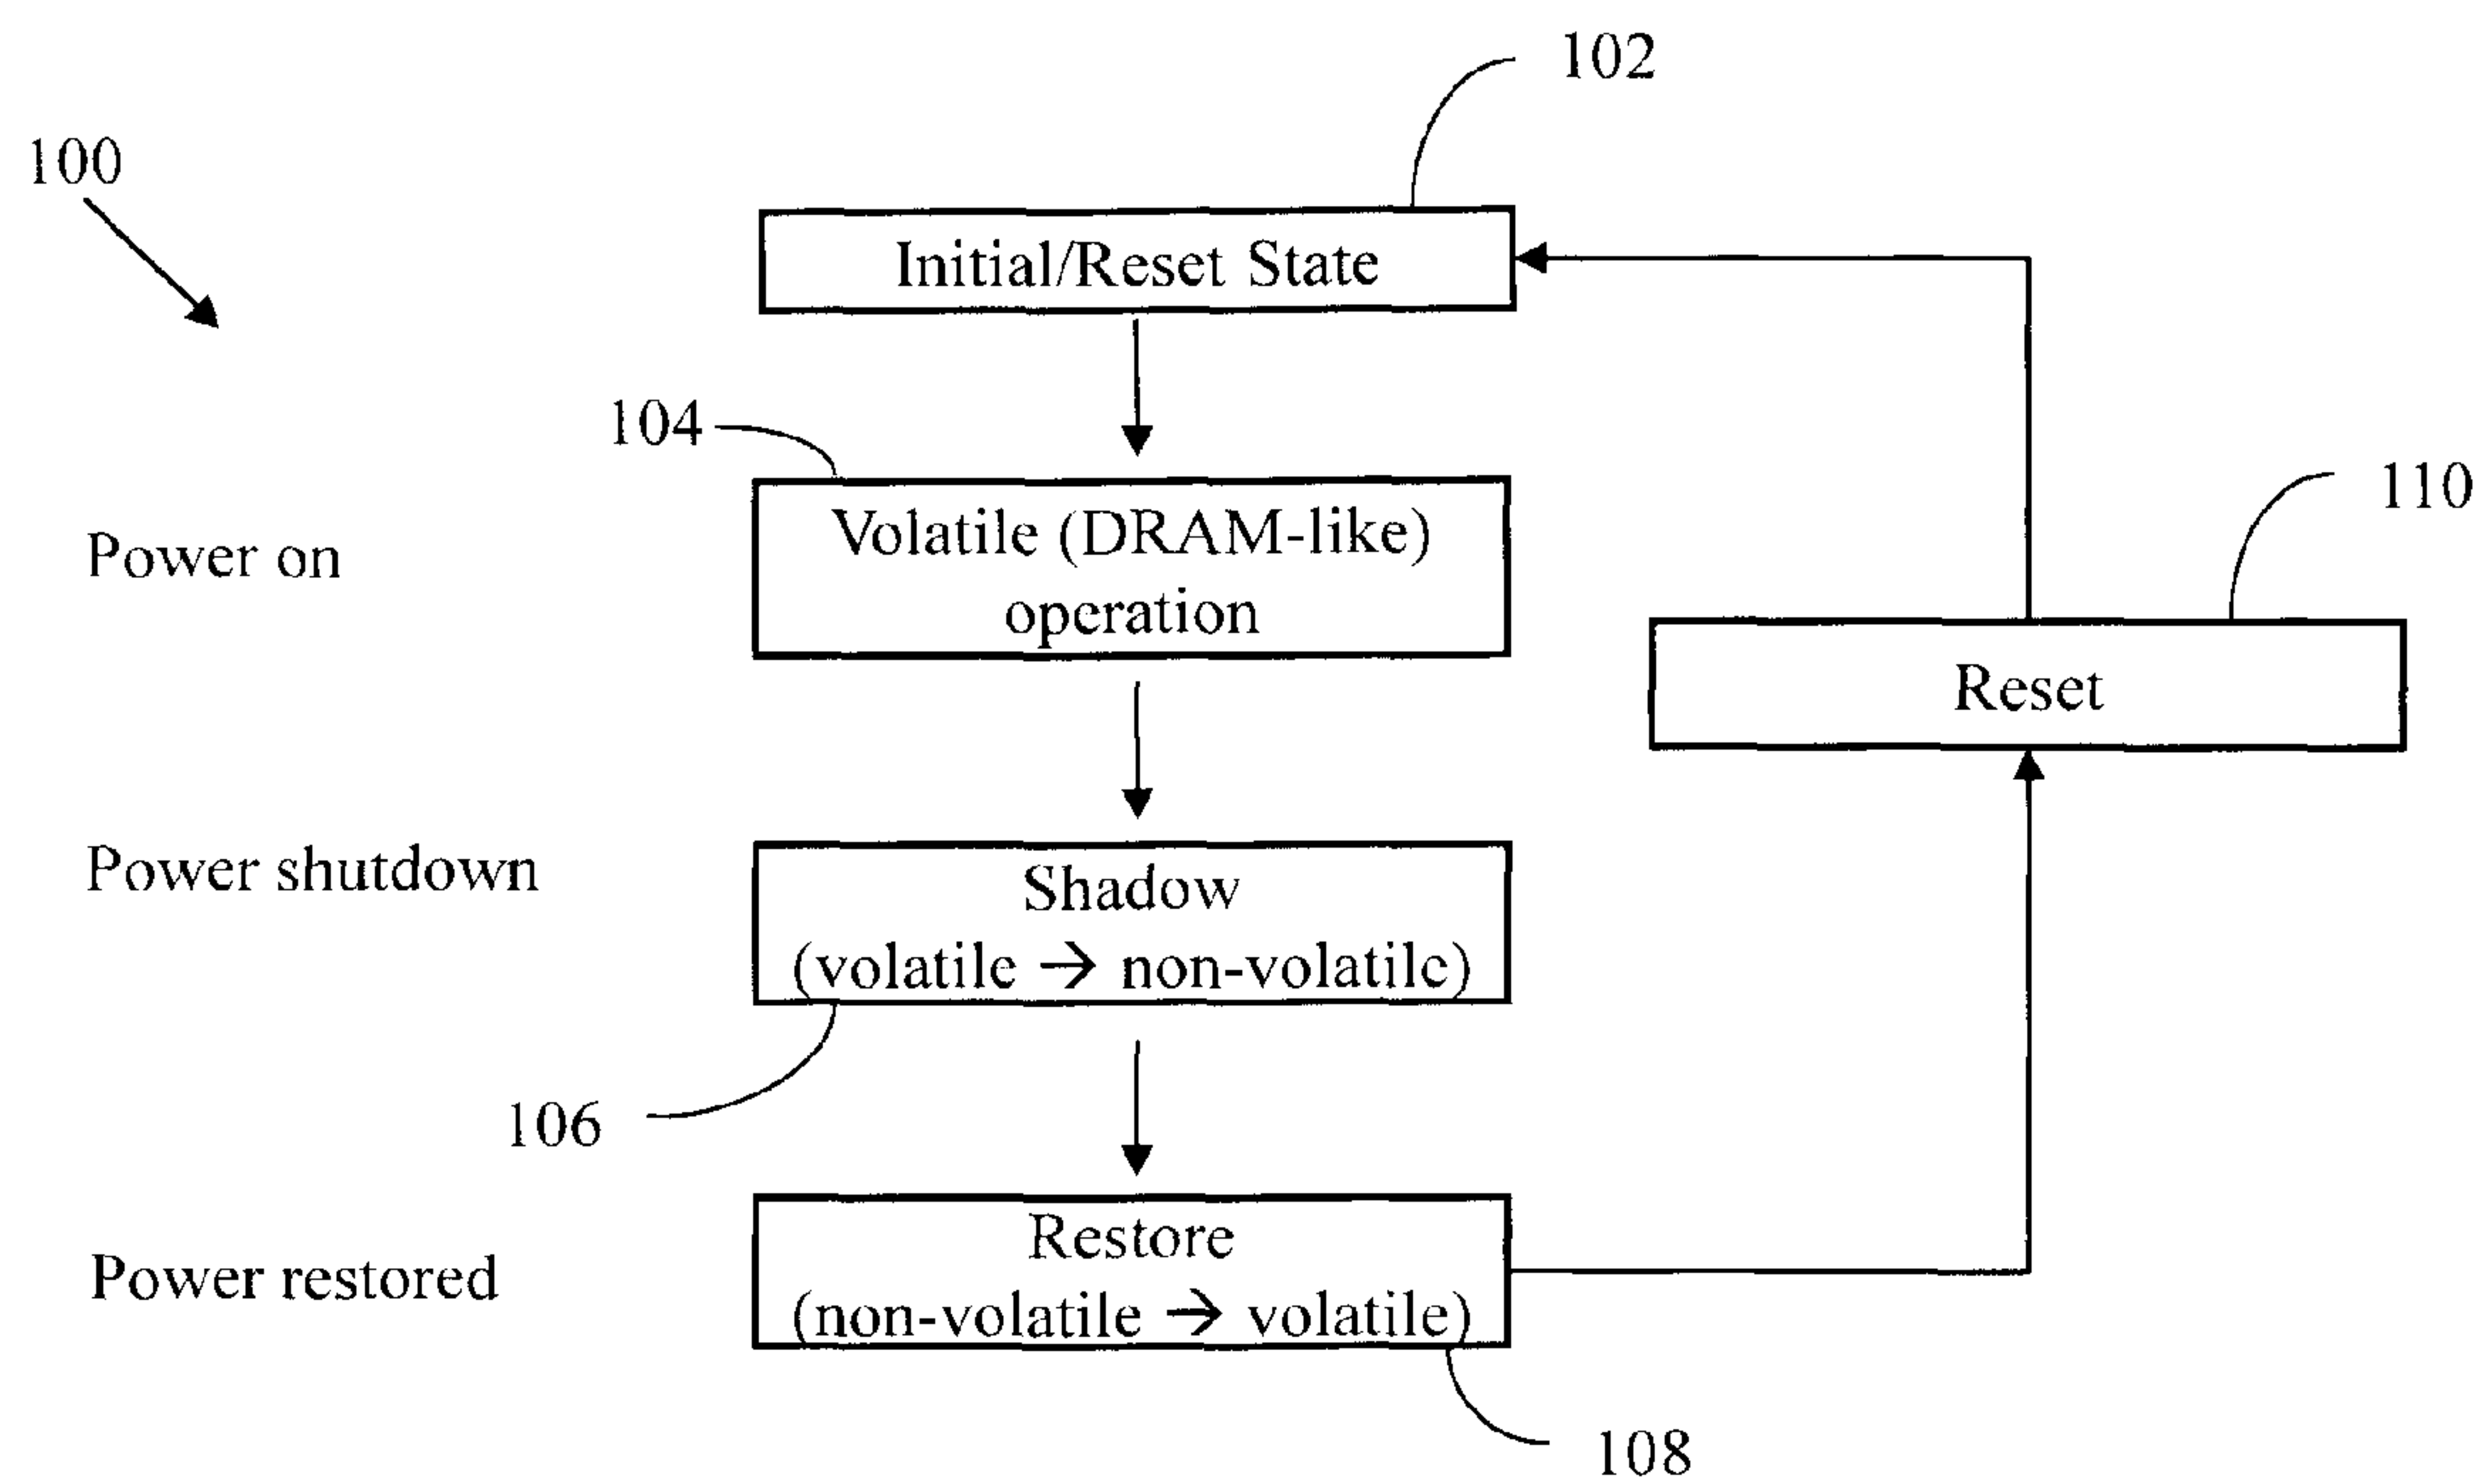 102
100
Initial/Reset State
104
Volatile (DRAM-like)
operation
Power on
110
Reset
Power shutdown
Shadow
(volatile → non-volatile)
106
Restore
(non-volatile → volatile)
Power restored
108